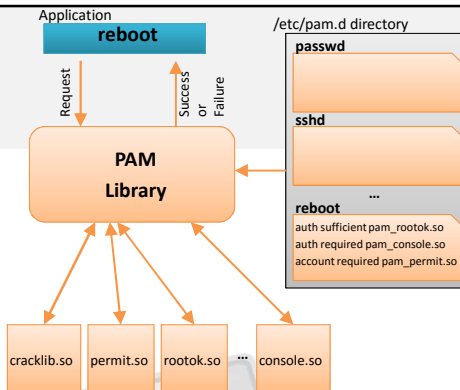 Application
reboot
Request
Success
or
Failure
PAM
Library
/etc/pam.d directory
passwd
sshd
...
reboot
auth sufficient pam_rootok.so
auth required pam_console.so
account required pam_permit.so
cracklib.so
permit.so
rootok.so
...
console.so